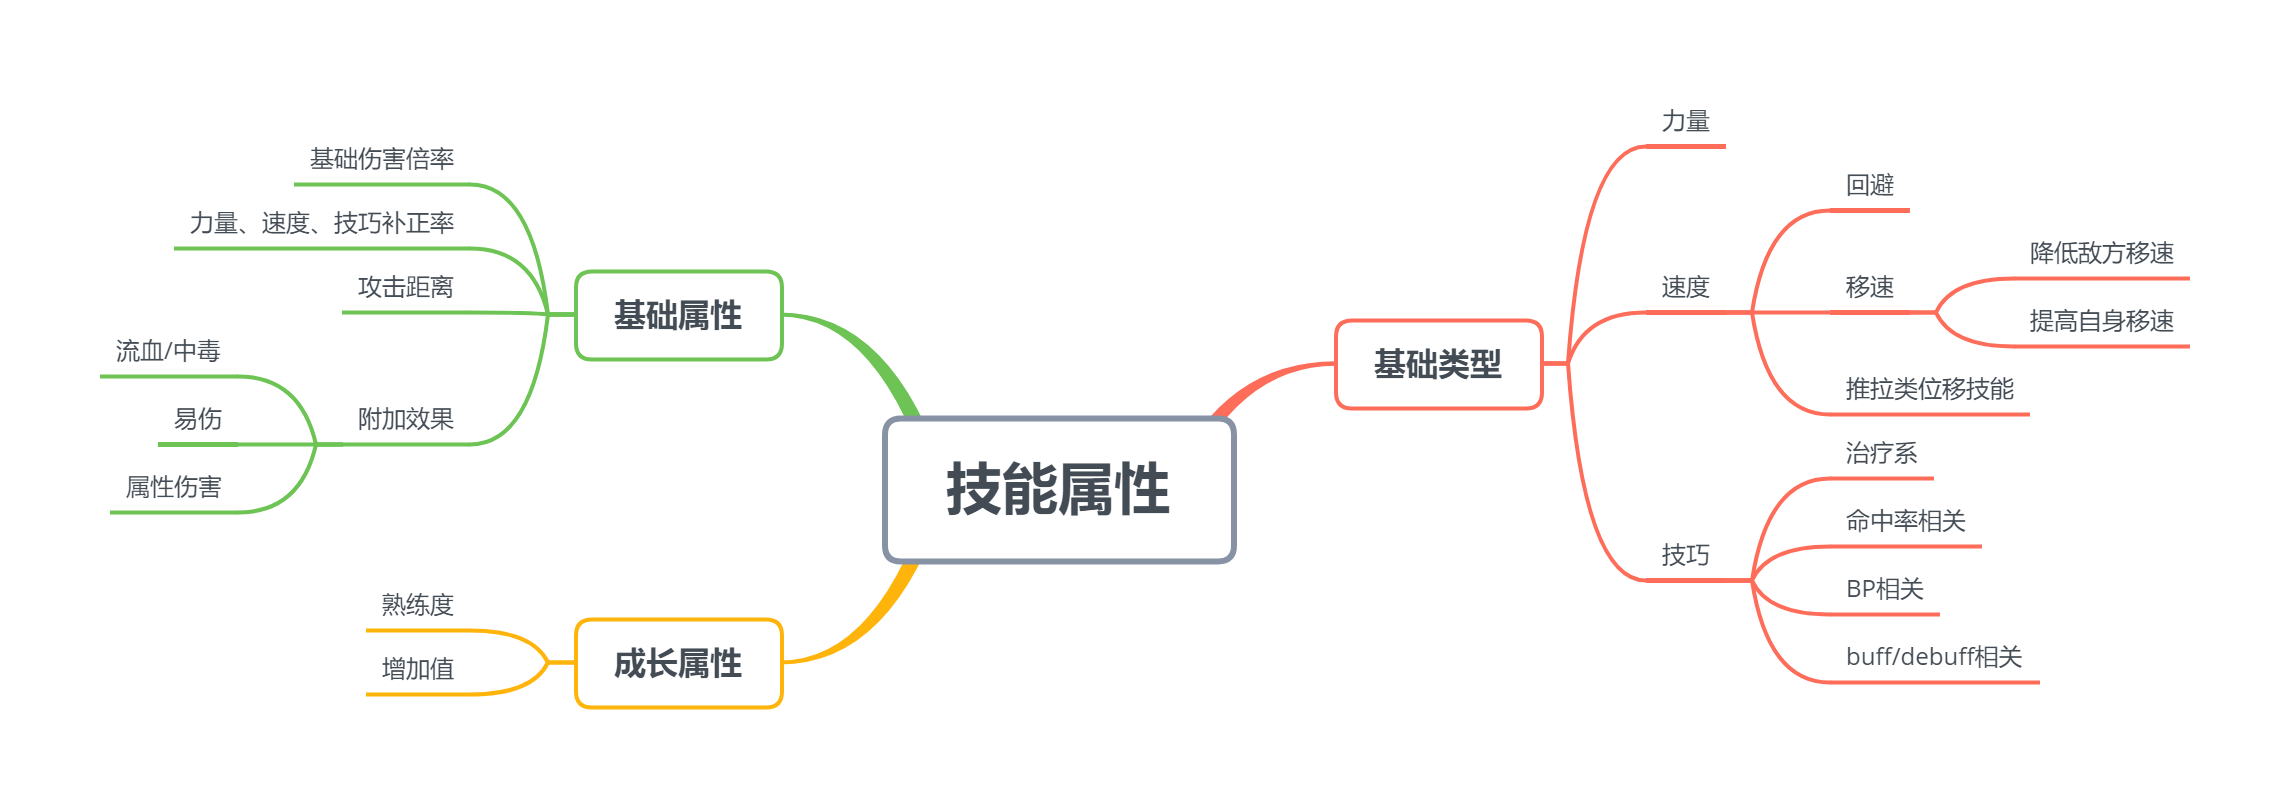 技能属性
基础类型
力量
速度
回避
移速
降低敌方移速
提高自身移速
推拉类位移技能
技巧
治疗系
命中率相关
BP相关
buff/debuff相关
基础属性
基础伤害倍率
力量、速度、技巧补正率
攻击距离
附加效果
流血/中毒
易伤
属性伤害
成长属性
熟练度
增加值